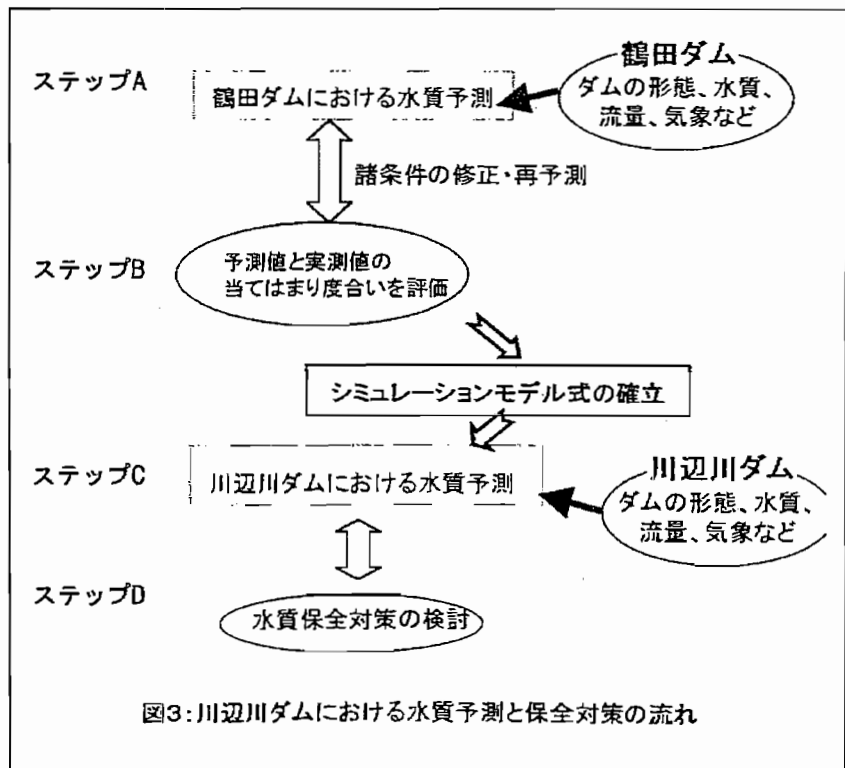 ステップA
鶴田ダムにおける水質予測
鶴田ダム
ダムの形態、水質、
流量、気象など
諸条件の修正・再予測
ステップB
予測値と実測値の
当てはまり度合いを評価
シミュレーションモデル式の確立
ステップC
川辺川ダムにおける水質予測
川辺川ダム
ダムの形態、水質、
流量、気象など
ステップD
水質保全対策の検討
図3:川辺川ダムにおける水質予測と保全対策の流れ